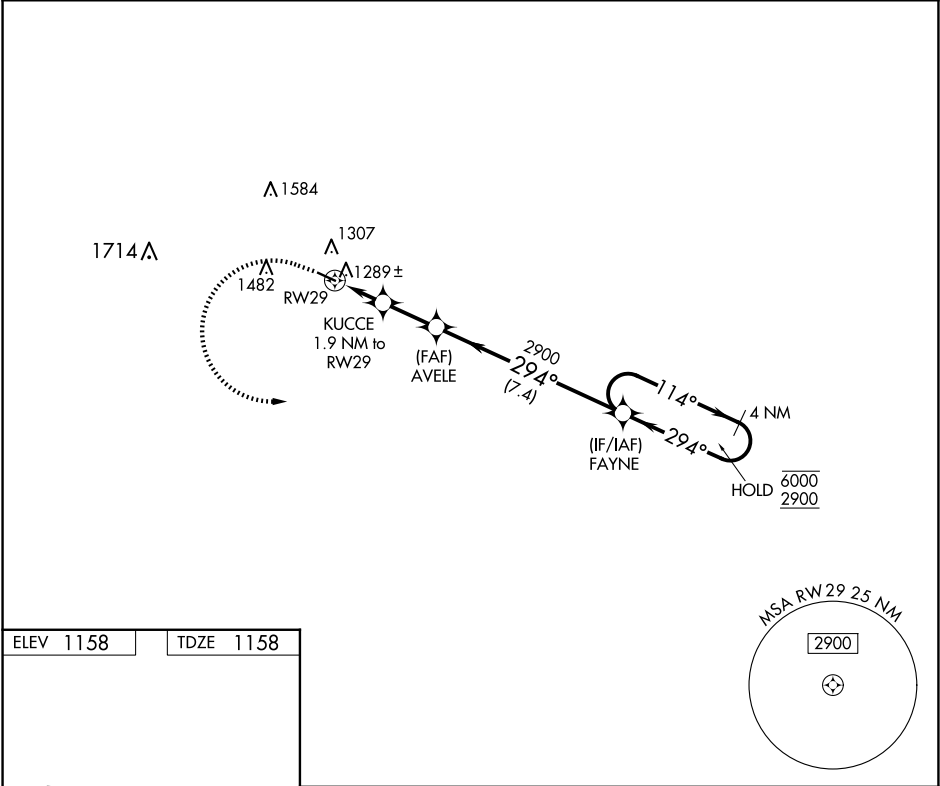 1584
1307
1714
1289 ±
1482
RW29
KUCCE
1.9 NM to
RW29
(FAF)
AVELE
2900
294°
(7.4)
114°
4 NM
294°
(IF/IAF)
FAYNE
HOLD
6000
2900
MSA RW29 25 NM
2900
ELEV 1158
TDZE 1158